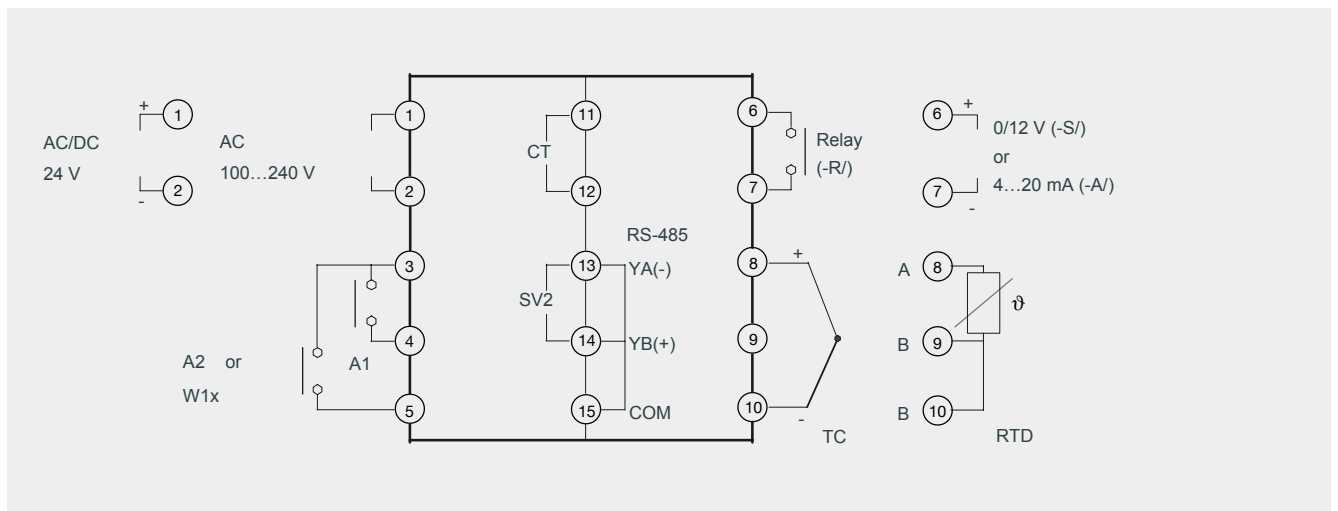 AC/DC
24 V
+
1
2
-
AC
100…240 V
1
2
3
4
5
A1
A2 or
W1x
11
CT
12
RS-485
13
YA(-)
SV2
14
YB(+)
15
COM
6
7
Relay
(-R/)
8
+
9
10
-
TC
6
+
0/12 V (-S/)
or
4…20 mA (-A/)
7
-
A
8
ϑ
B
9
B
10
RTD